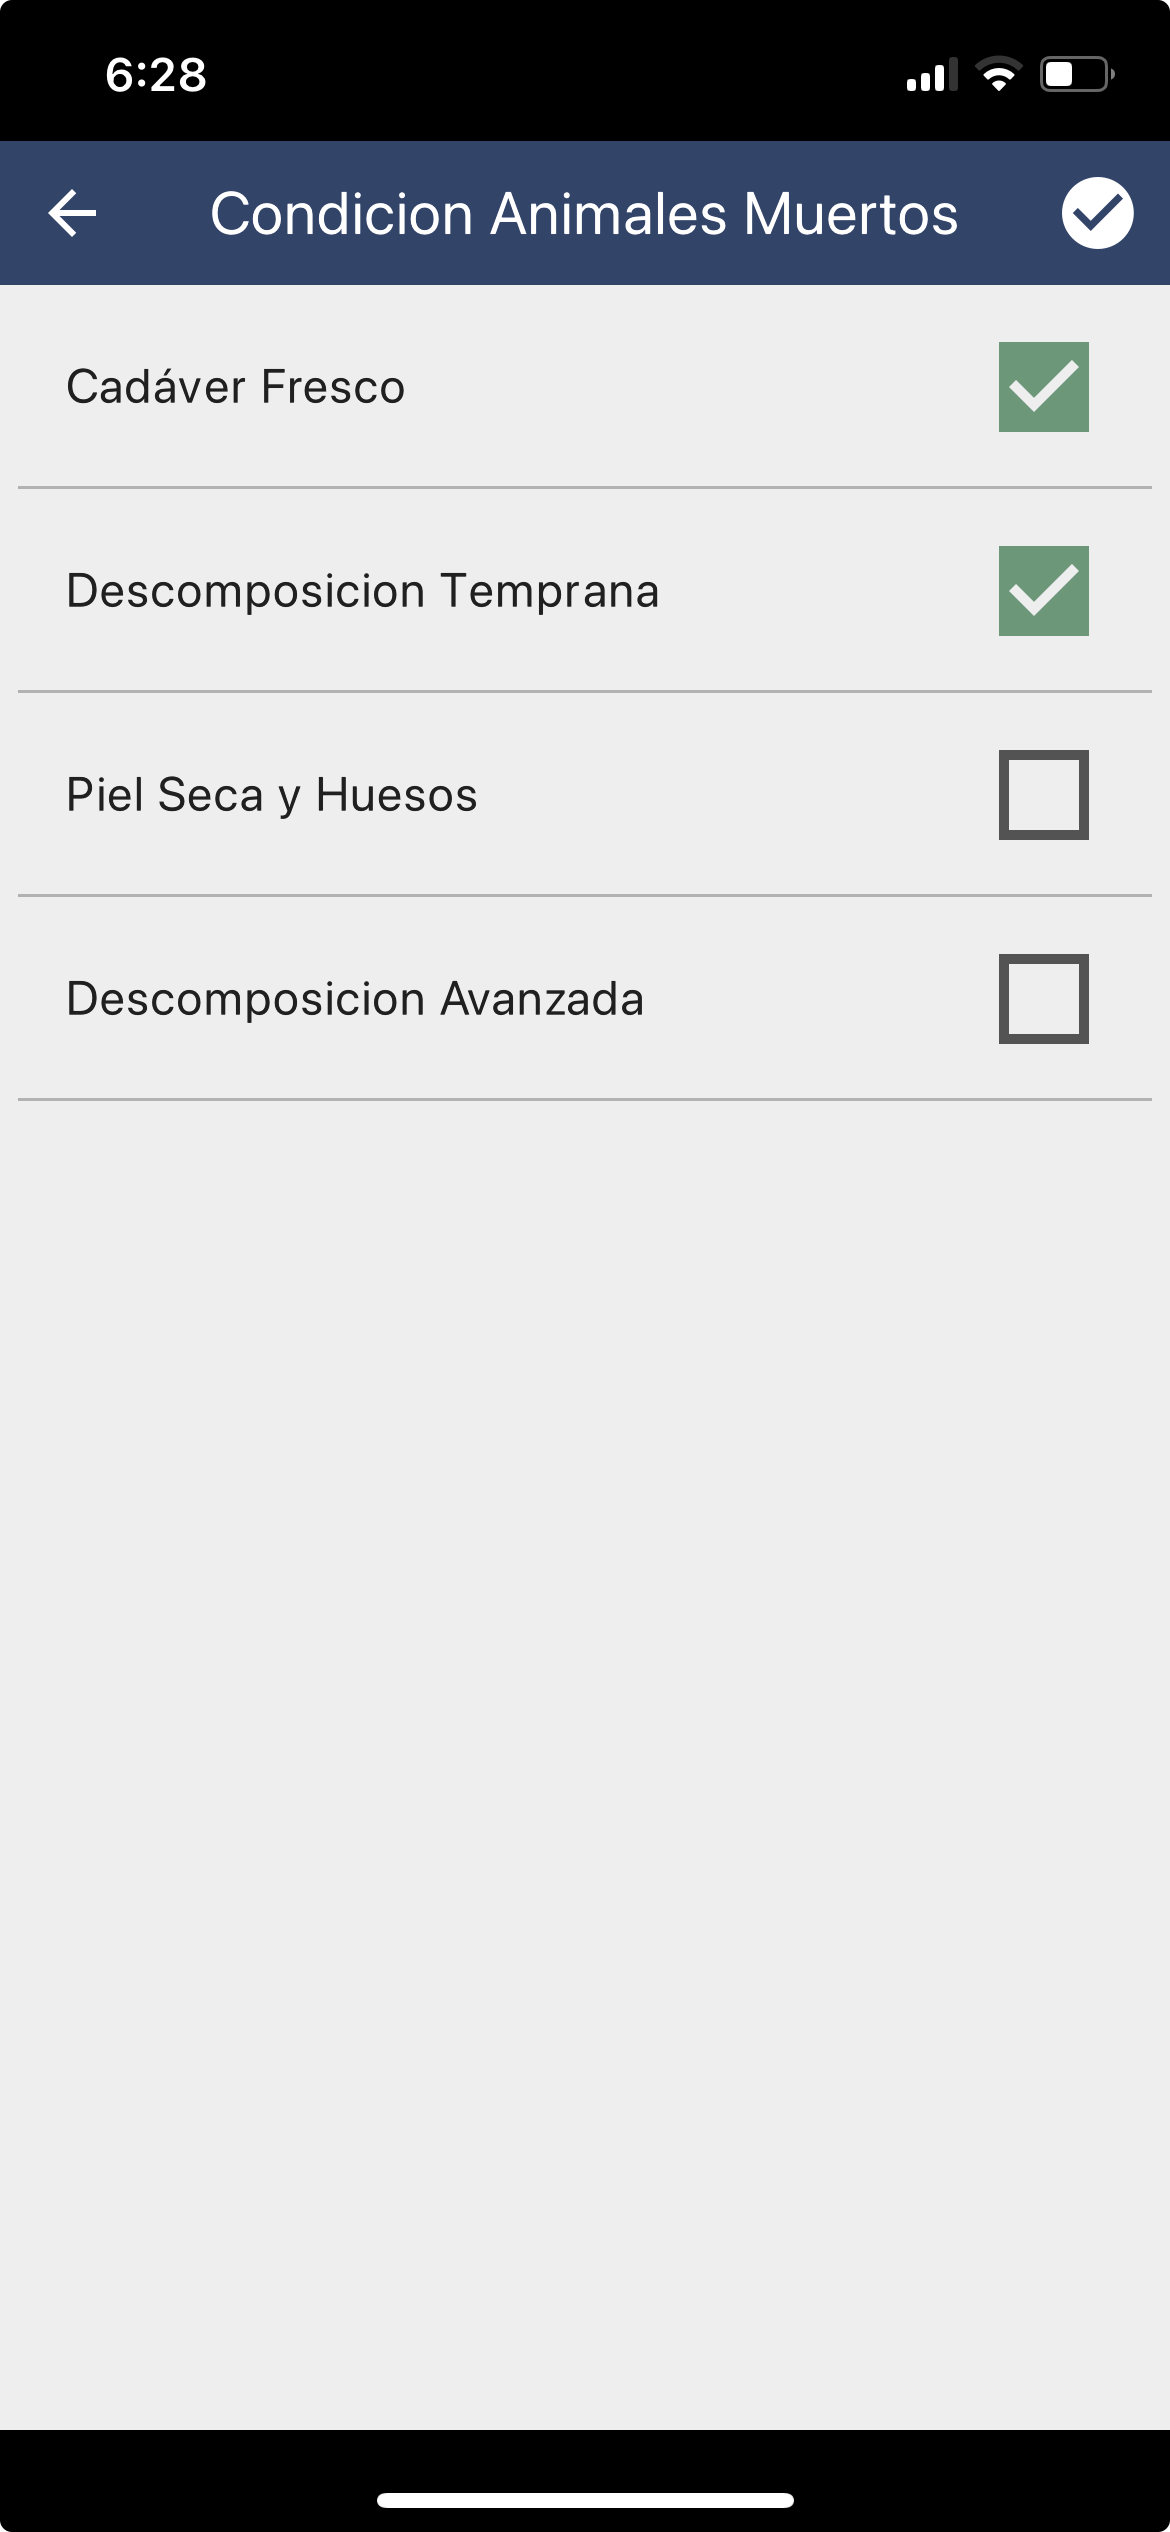 6:28
Condicion Animales Muertos
Cadáver Fresco
Descomposicion Temprana
Piel Seca y Huesos
Descomposicion Avanzada